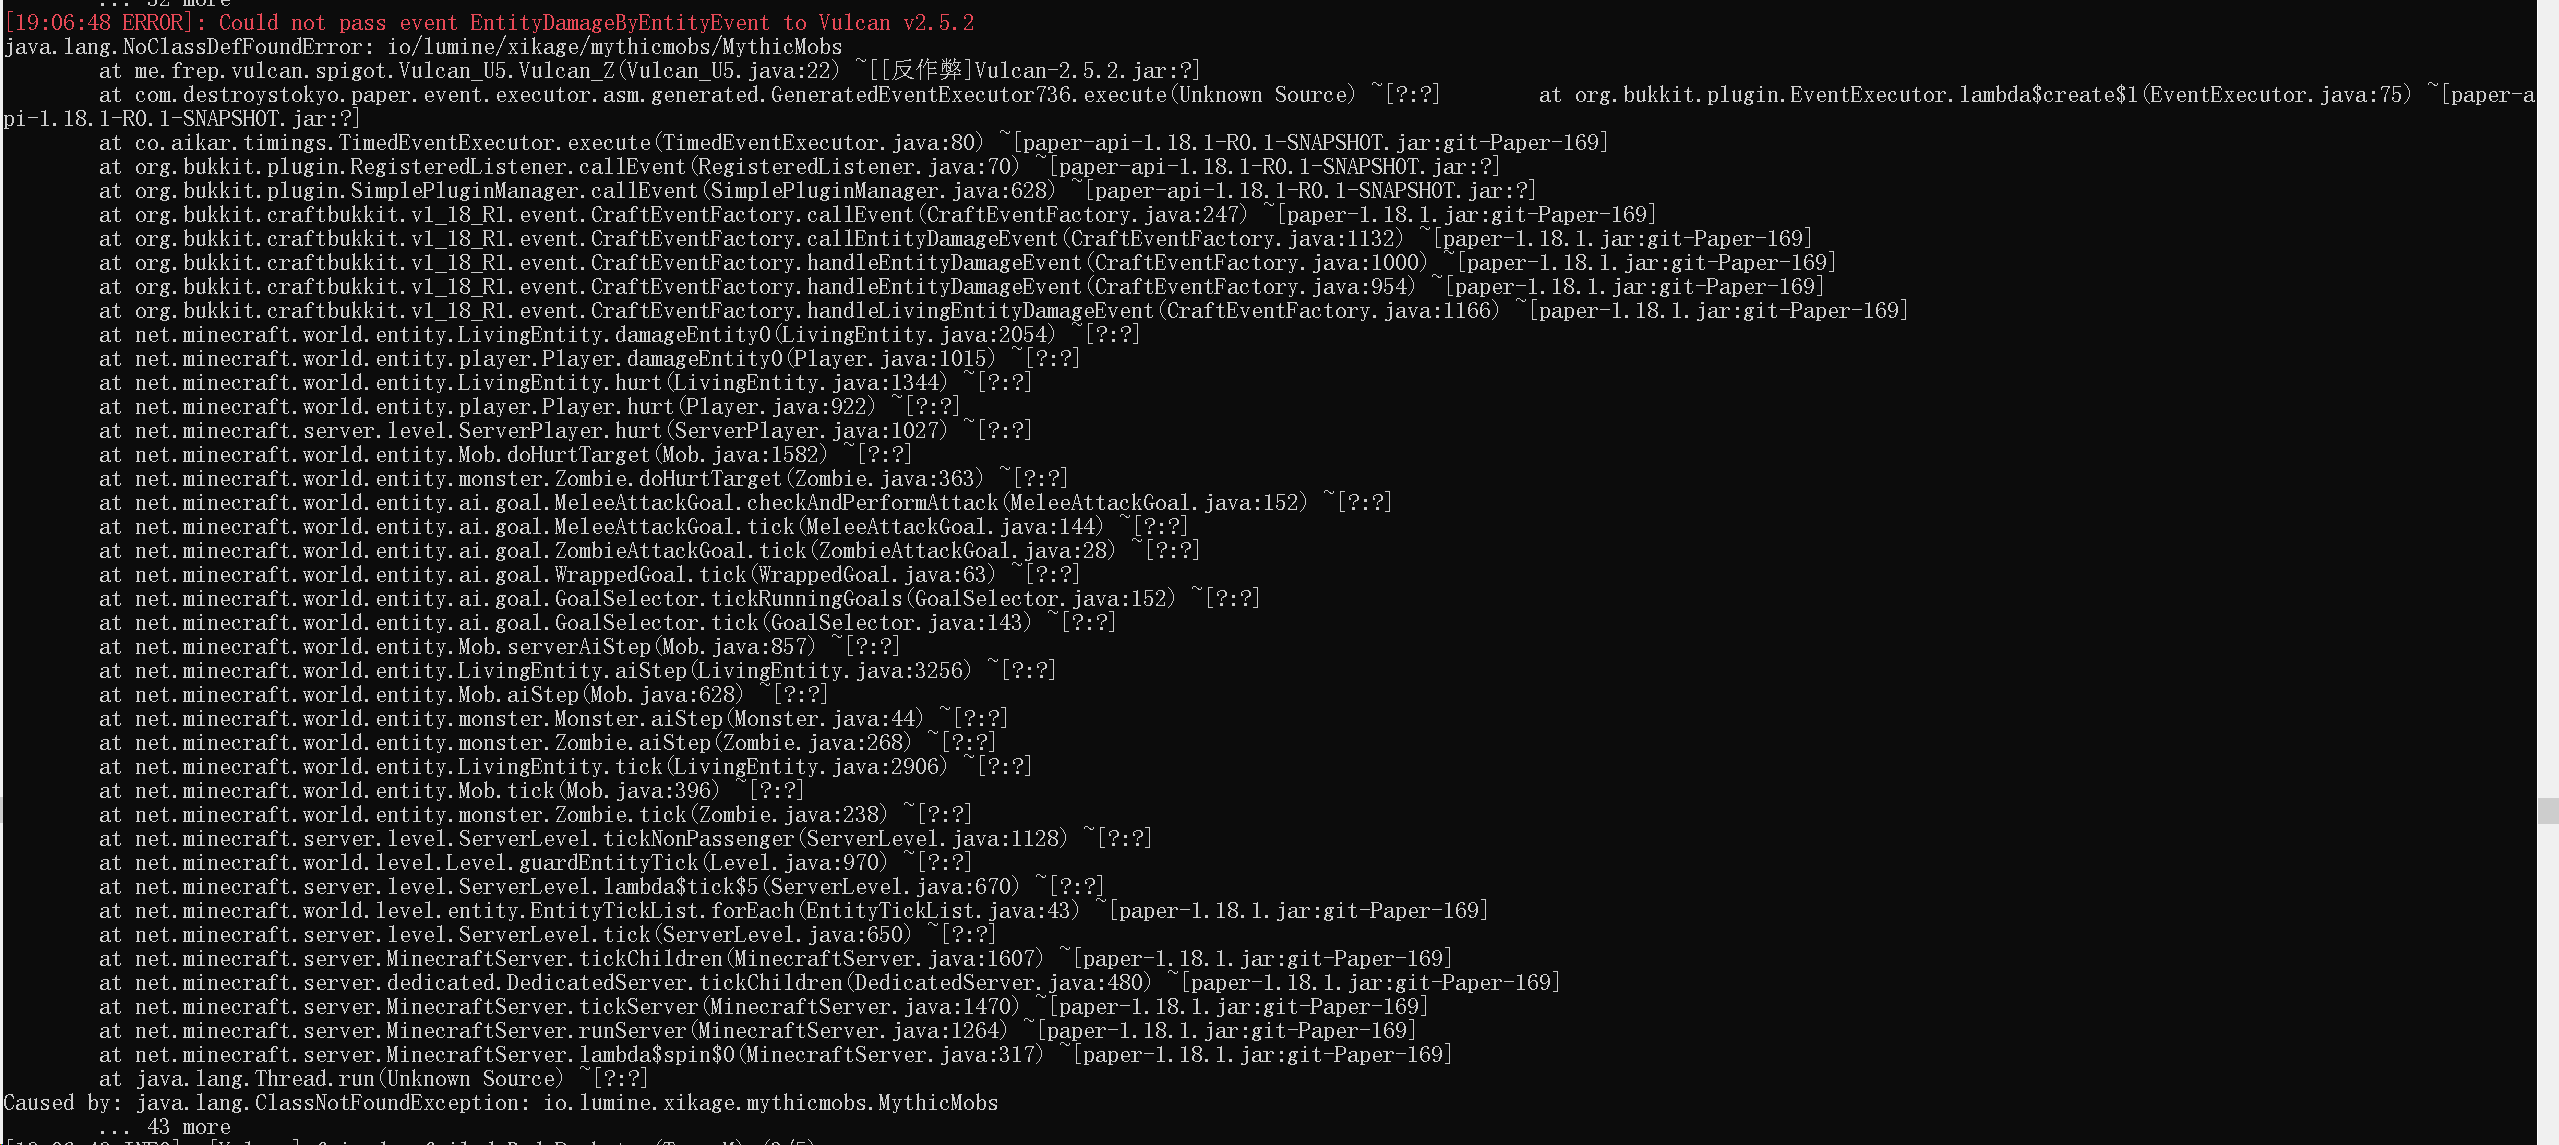 ... 32 more
[19:06:48 ERROR]: Could not pass event EntityDamageByEntityEvent to Vulcan v2.5.2
java.lang.NoClassDefFoundError: io/lumine/xikage/mythicmobs/MythicMobs
at me.frep.vulcan.spigot.Vulcan_U5.Vulcan_Z(Vulcan_U5.java:22) ~[[反作弊]Vulcan-2.5.2.jar:?]
at com.destroystokyo.paper.event.executor.asm.generated.GeneratedEventExecutor736.execute(Unknown Source) ~[?:?]        at org.bukkit.plugin.EventExecutor.lambda$create$1(EventExecutor.java:75) ~[paper-a
pi-1.18.1-R0.1-SNAPSHOT.jar:?]
at co.aikar.timings.TimedEventExecutor.execute(TimedEventExecutor.java:80) ~[paper-api-1.18.1-R0.1-SNAPSHOT.jar:git-Paper-169]
at org.bukkit.plugin.RegisteredListener.callEvent(RegisteredListener.java:70) ~[paper-api-1.18.1-R0.1-SNAPSHOT.jar:?]
at org.bukkit.plugin.SimplePluginManager.callEvent(SimplePluginManager.java:628) ~[paper-api-1.18.1-R0.1-SNAPSHOT.jar:?]
at org.bukkit.craftbukkit.v1_18_R1.event.CraftEventFactory.callEvent(CraftEventFactory.java:247) ~[paper-1.18.1.jar:git-Paper-169]
at org.bukkit.craftbukkit.v1_18_R1.event.CraftEventFactory.callEntityDamageEvent(CraftEventFactory.java:1132) ~[paper-1.18.1.jar:git-Paper-169]
at org.bukkit.craftbukkit.v1_18_R1.event.CraftEventFactory.handleEntityDamageEvent(CraftEventFactory.java:1000) ~[paper-1.18.1.jar:git-Paper-169]
at org.bukkit.craftbukkit.v1_18_R1.event.CraftEventFactory.handleEntityDamageEvent(CraftEventFactory.java:954) ~[paper-1.18.1.jar:git-Paper-169]
at org.bukkit.craftbukkit.v1_18_R1.event.CraftEventFactory.handleLivingEntityDamageEvent(CraftEventFactory.java:1166) ~[paper-1.18.1.jar:git-Paper-169]
at net.minecraft.world.entity.LivingEntity.damageEntity0(LivingEntity.java:2054) ~[?:?]
at net.minecraft.world.entity.player.Player.damageEntity0(Player.java:1015) ~[?:?]
at net.minecraft.world.entity.LivingEntity.hurt(LivingEntity.java:1344) ~[?:?]
at net.minecraft.world.entity.player.Player.hurt(Player.java:922) ~[?:?]
at net.minecraft.server.level.ServerPlayer.hurt(ServerPlayer.java:1027) ~[?:?]
at net.minecraft.world.entity.Mob.doHurtTarget(Mob.java:1582) ~[?:?]
at net.minecraft.world.entity.monster.Zombie.doHurtTarget(Zombie.java:363) ~[?:?]
at net.minecraft.world.entity.ai.goal.MeleeAttackGoal.checkAndPerformAttack(MeleeAttackGoal.java:152) ~[?:?]
at net.minecraft.world.entity.ai.goal.MeleeAttackGoal.tick(MeleeAttackGoal.java:144) ~[?:?]
at net.minecraft.world.entity.ai.goal.ZombieAttackGoal.tick(ZombieAttackGoal.java:28) ~[?:?]
at net.minecraft.world.entity.ai.goal.WrappedGoal.tick(WrappedGoal.java:63) ~[?:?]
at net.minecraft.world.entity.ai.goal.GoalSelector.tickRunningGoals(GoalSelector.java:152) ~[?:?]
at net.minecraft.world.entity.ai.goal.GoalSelector.tick(GoalSelector.java:143) ~[?:?]
at net.minecraft.world.entity.Mob.serverAiStep(Mob.java:857) ~[?:?]
at net.minecraft.world.entity.LivingEntity.aiStep(LivingEntity.java:3256) ~[?:?]
at net.minecraft.world.entity.Mob.aiStep(Mob.java:628) ~[?:?]
at net.minecraft.world.entity.monster.Monster.aiStep(Monster.java:44) ~[?:?]
at net.minecraft.world.entity.monster.Zombie.aiStep(Zombie.java:268) ~[?:?]
at net.minecraft.world.entity.LivingEntity.tick(LivingEntity.java:2906) ~[?:?]
at net.minecraft.world.entity.Mob.tick(Mob.java:396) ~[?:?]
at net.minecraft.world.entity.monster.Zombie.tick(Zombie.java:238) ~[?:?]
at net.minecraft.server.level.ServerLevel.tickNonPassenger(ServerLevel.java:1128) ~[?:?]
at net.minecraft.world.level.Level.guardEntityTick(Level.java:970) ~[?:?]
at net.minecraft.server.level.ServerLevel.lambda$tick$5(ServerLevel.java:670) ~[?:?]
at net.minecraft.world.level.entity.EntityTickList.forEach(EntityTickList.java:43) ~[paper-1.18.1.jar:git-Paper-169]
at net.minecraft.server.level.ServerLevel.tick(ServerLevel.java:650) ~[?:?]
at net.minecraft.server.MinecraftServer.tickChildren(MinecraftServer.java:1607) ~[paper-1.18.1.jar:git-Paper-169]
at net.minecraft.server.dedicated.DedicatedServer.tickChildren(DedicatedServer.java:480) ~[paper-1.18.1.jar:git-Paper-169]
at net.minecraft.server.MinecraftServer.tickServer(MinecraftServer.java:1470) ~[paper-1.18.1.jar:git-Paper-169]
at net.minecraft.server.MinecraftServer.runServer(MinecraftServer.java:1264) ~[paper-1.18.1.jar:git-Paper-169]
at net.minecraft.server.MinecraftServer.lambda$spin$0(MinecraftServer.java:317) ~[paper-1.18.1.jar:git-Paper-169]
at java.lang.Thread.run(Unknown Source) ~[?:?]
Caused by: java.lang.ClassNotFoundException: io.lumine.xikage.mythicmobs.MythicMobs
... 43 more